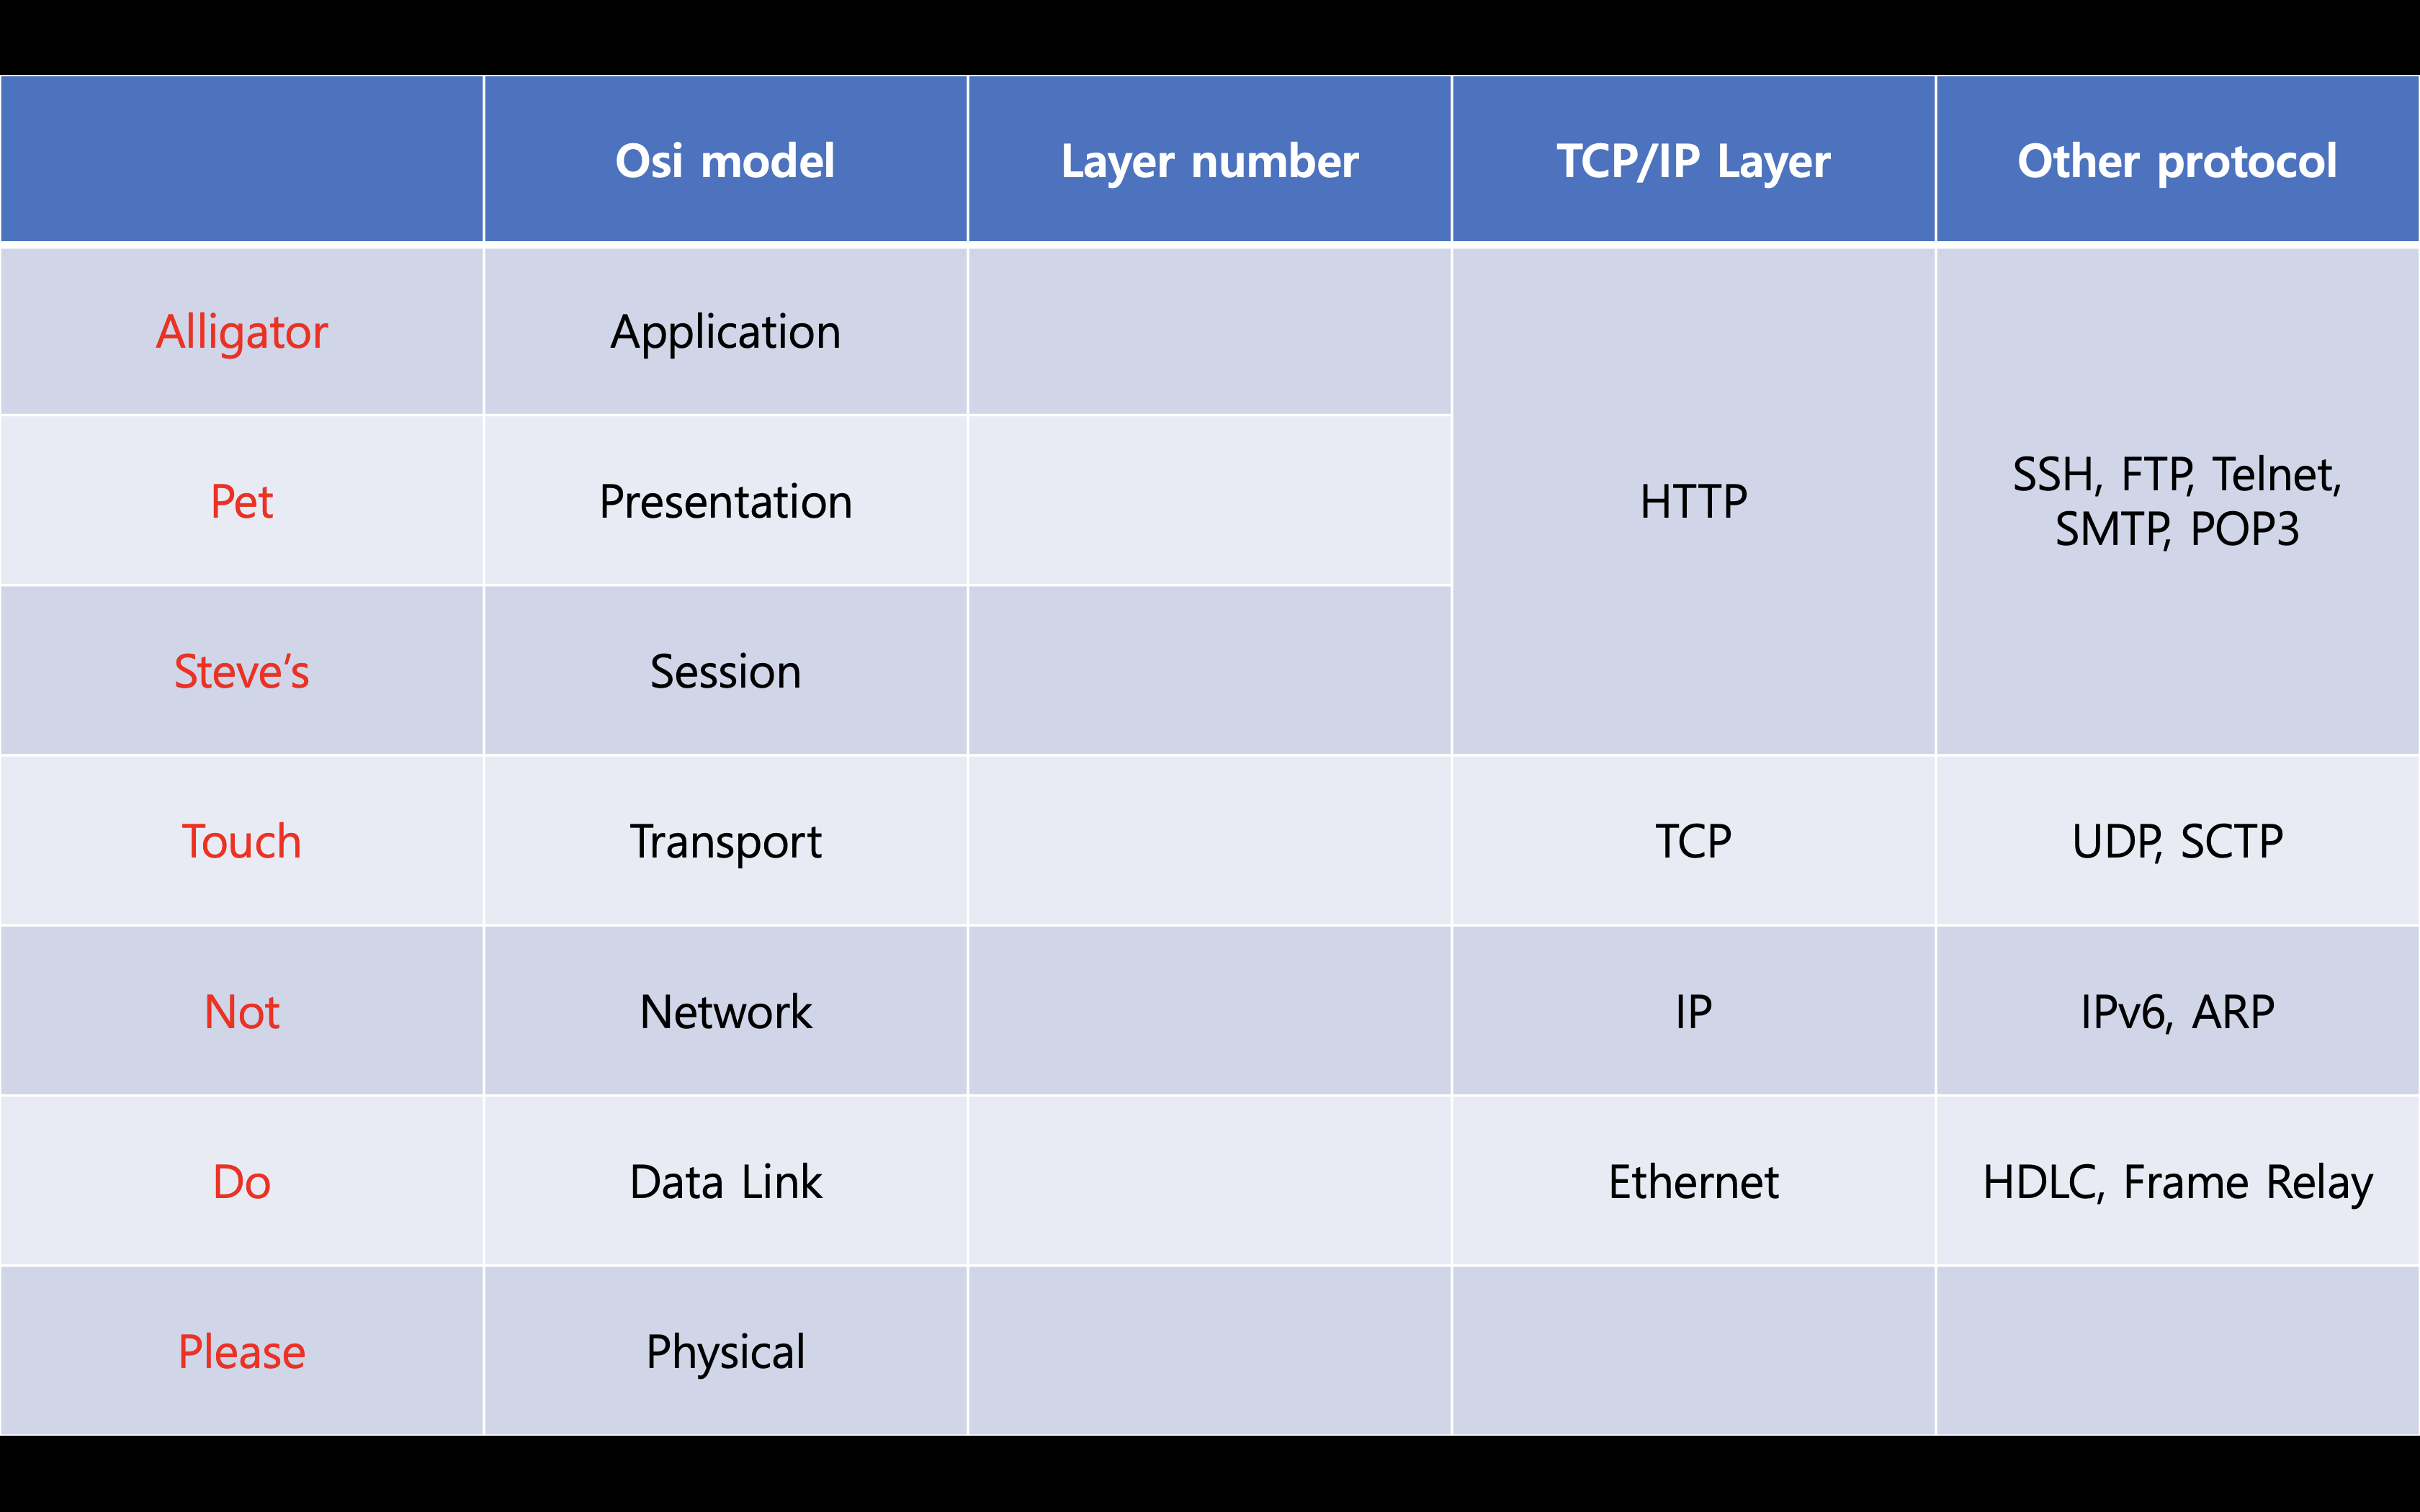 Osi model Layer number TCP/IP Layer Other protocol
Alligator Application
Pet Presentation HTTP SSH, FTP, Telnet,
SMTP, POP3
Steve’s Session
Touch Transport TCP UDP, SCTP
Not Network IP IPv6, ARP
Do Data Link Ethernet HDLC, Frame Relay
Please Physical